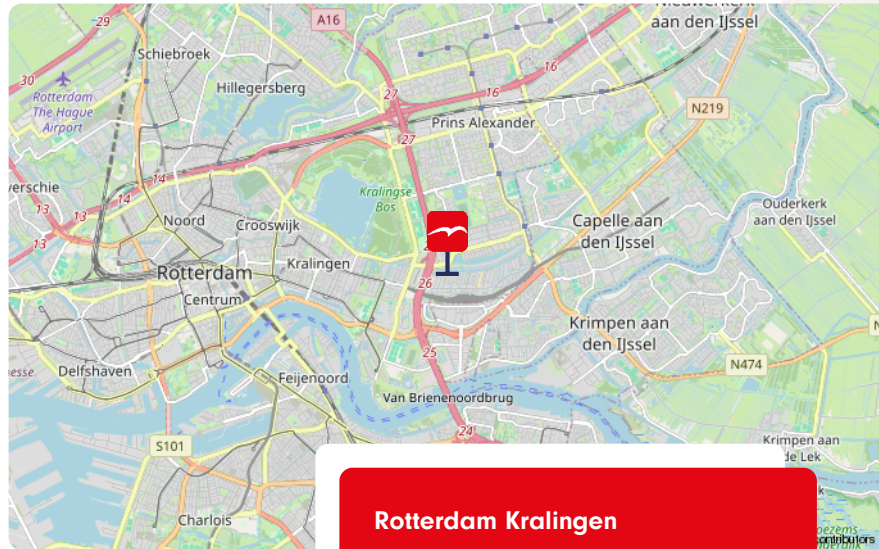 Nieuwerkerk
aan den IJssel
29
A16
Schiebroek
30
16
Hillegersberg
27
16
Rotterdam
The Hague
Airport
N219
Prins Alexander
27
14
14
verschie
13
13
13
Kralingse
Bos
Noord
Crooswijk
Capelle aan
den IJssel
Ouderkerk
aan den IJssel
Kralingen
Rotterdam
26
Centrum
Krimpen aan
den IJssel
N
25
N474
Delfshaven
esse
Feijenoord
Van Brienenoordbrug
24
S101
Krimpen aan
de Lek
k
Charlois
Rotterdam Kralingen
oezems
contributors